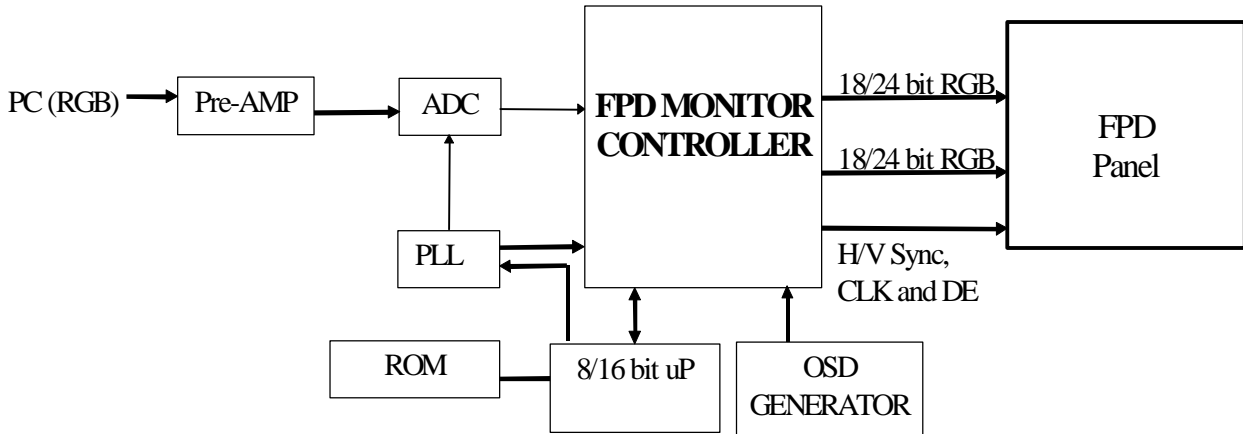 PC (RGB)
Pre-AMP
ADC
FPD MONITOR
CONTROLLER
18/24 bit RGB
18/24 bit RGB
FPD
Panel
PLL
H/V Sync,
CLK and DE
ROM
8/16 bit uP
OSD
GENERATOR